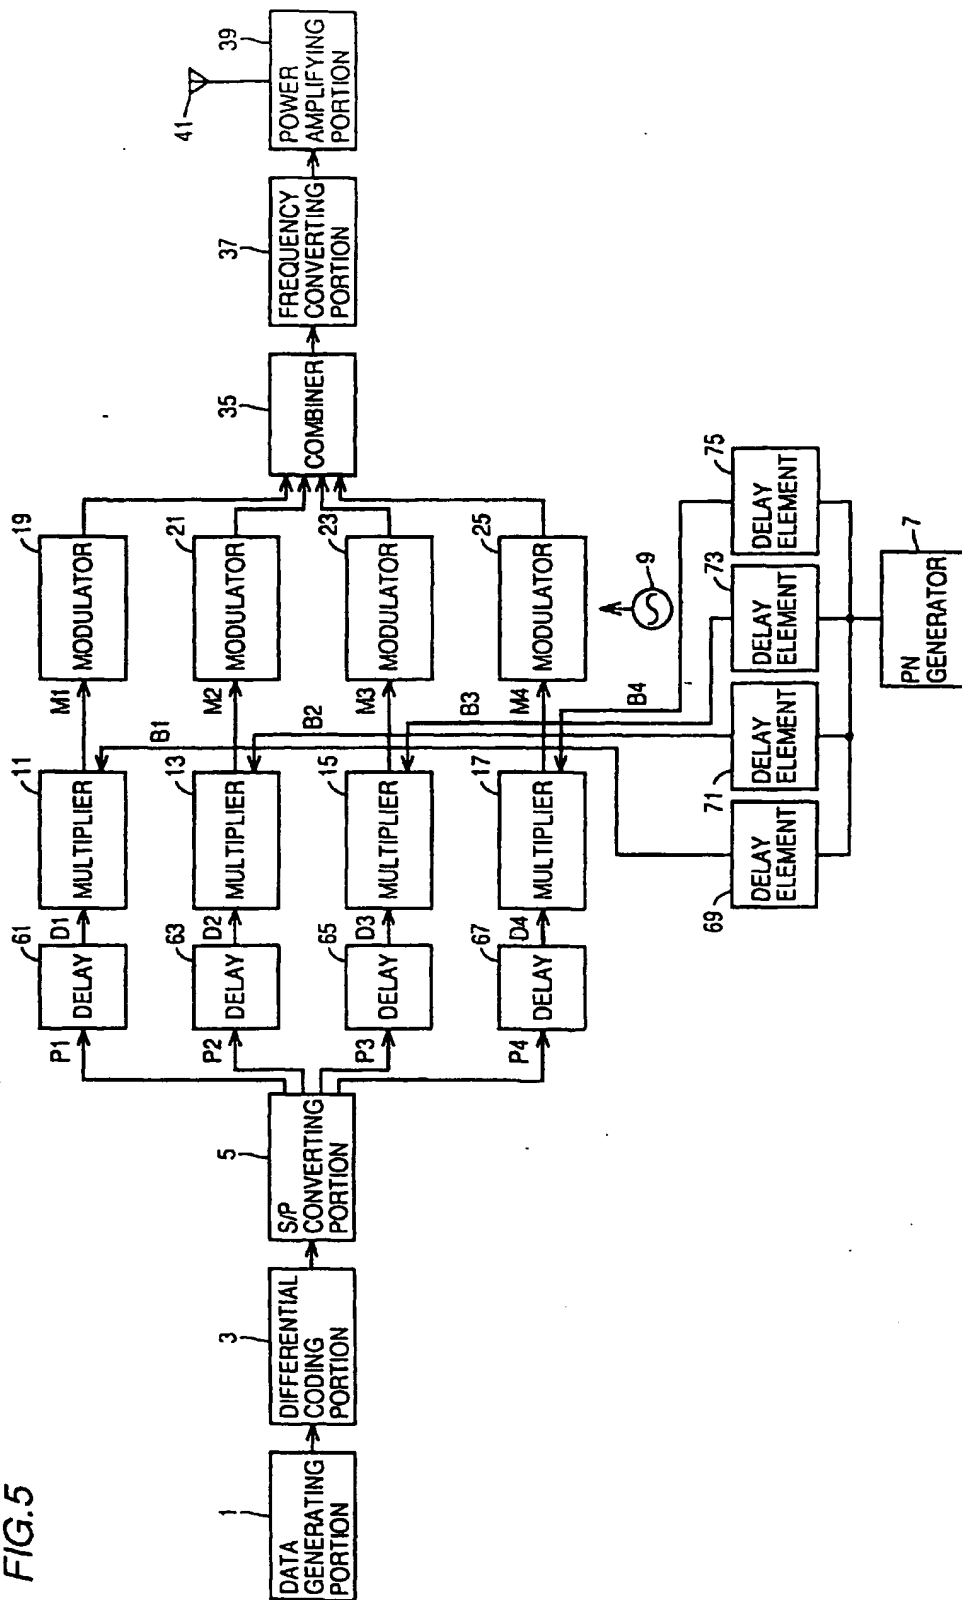 FIG.5
1
DATA
GENERATING
PORTION
3
DIFFERENTIAL
CODING
PORTION
5
S/P
CONVERTING
PORTION
P1
P2
P3
P4
61
DELAY
63
DELAY
65
DELAY
67
DELAY
D1
D2
D3
D4
11
MULTIPLIER
13
MULTIPLIER
15
MULTIPLIER
17
MULTIPLIER
B1
B2
B3
B4
M1
M2
M3
M4
19
MODULATOR
21
MODULATOR
23
MODULATOR
25
MODULATOR
9
35
COMBINER
37
FREQUENCY
CONVERTING
PORTION
39
POWER
AMPLIFYING
PORTION
41
69
DELAY
ELEMENT
71
DELAY
ELEMENT
73
DELAY
ELEMENT
75
DELAY
ELEMENT
7
PN
GENERATOR